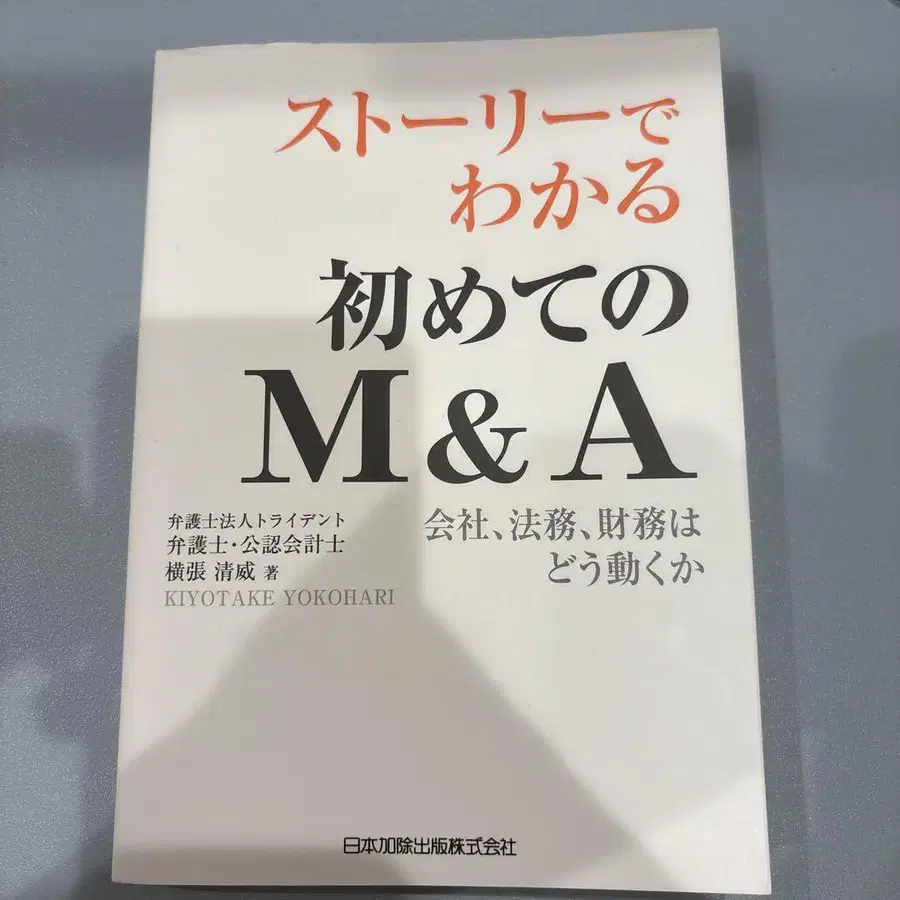 ストーリーで
わかる
初めての
M&A
会社、法務、財務は
どう動くか
弁護士法人トライデント
弁護士・公認会計士
横張 清威 著
KIYOTAKE YOKOHARI
日本加除出版株式会社